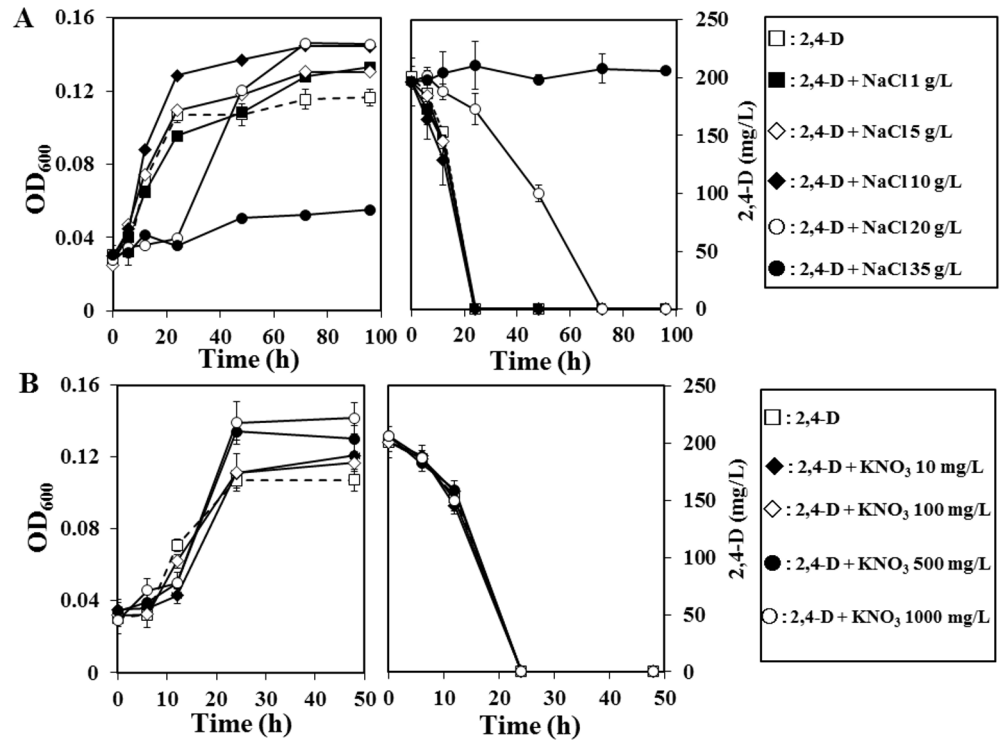 A
0.16
0.12
0.08
0.04
0
OD600
0 20 40 60 80 100
Time (h)
250
200
150
100
50
0
2,4-D (mg/L)
0 20 40 60 80 100
Time (h)
: 2,4-D
: 2,4-D + NaCl 1 g/L
: 2,4-D + NaCl 5 g/L
: 2,4-D + NaCl 10 g/L
: 2,4-D + NaCl 20 g/L
: 2,4-D + NaCl 35 g/L
B
0.16
0.12
0.08
0.04
0
OD600
0 10 20 30 40 50
Time (h)
250
200
150
100
50
0
2,4-D (mg/L)
0 10 20 30 40 50
Time (h)
: 2,4-D
: 2,4-D + KNO3 10 mg/L
: 2,4-D + KNO3 100 mg/L
: 2,4-D + KNO3 500 mg/L
: 2,4-D + KNO3 1000 mg/L